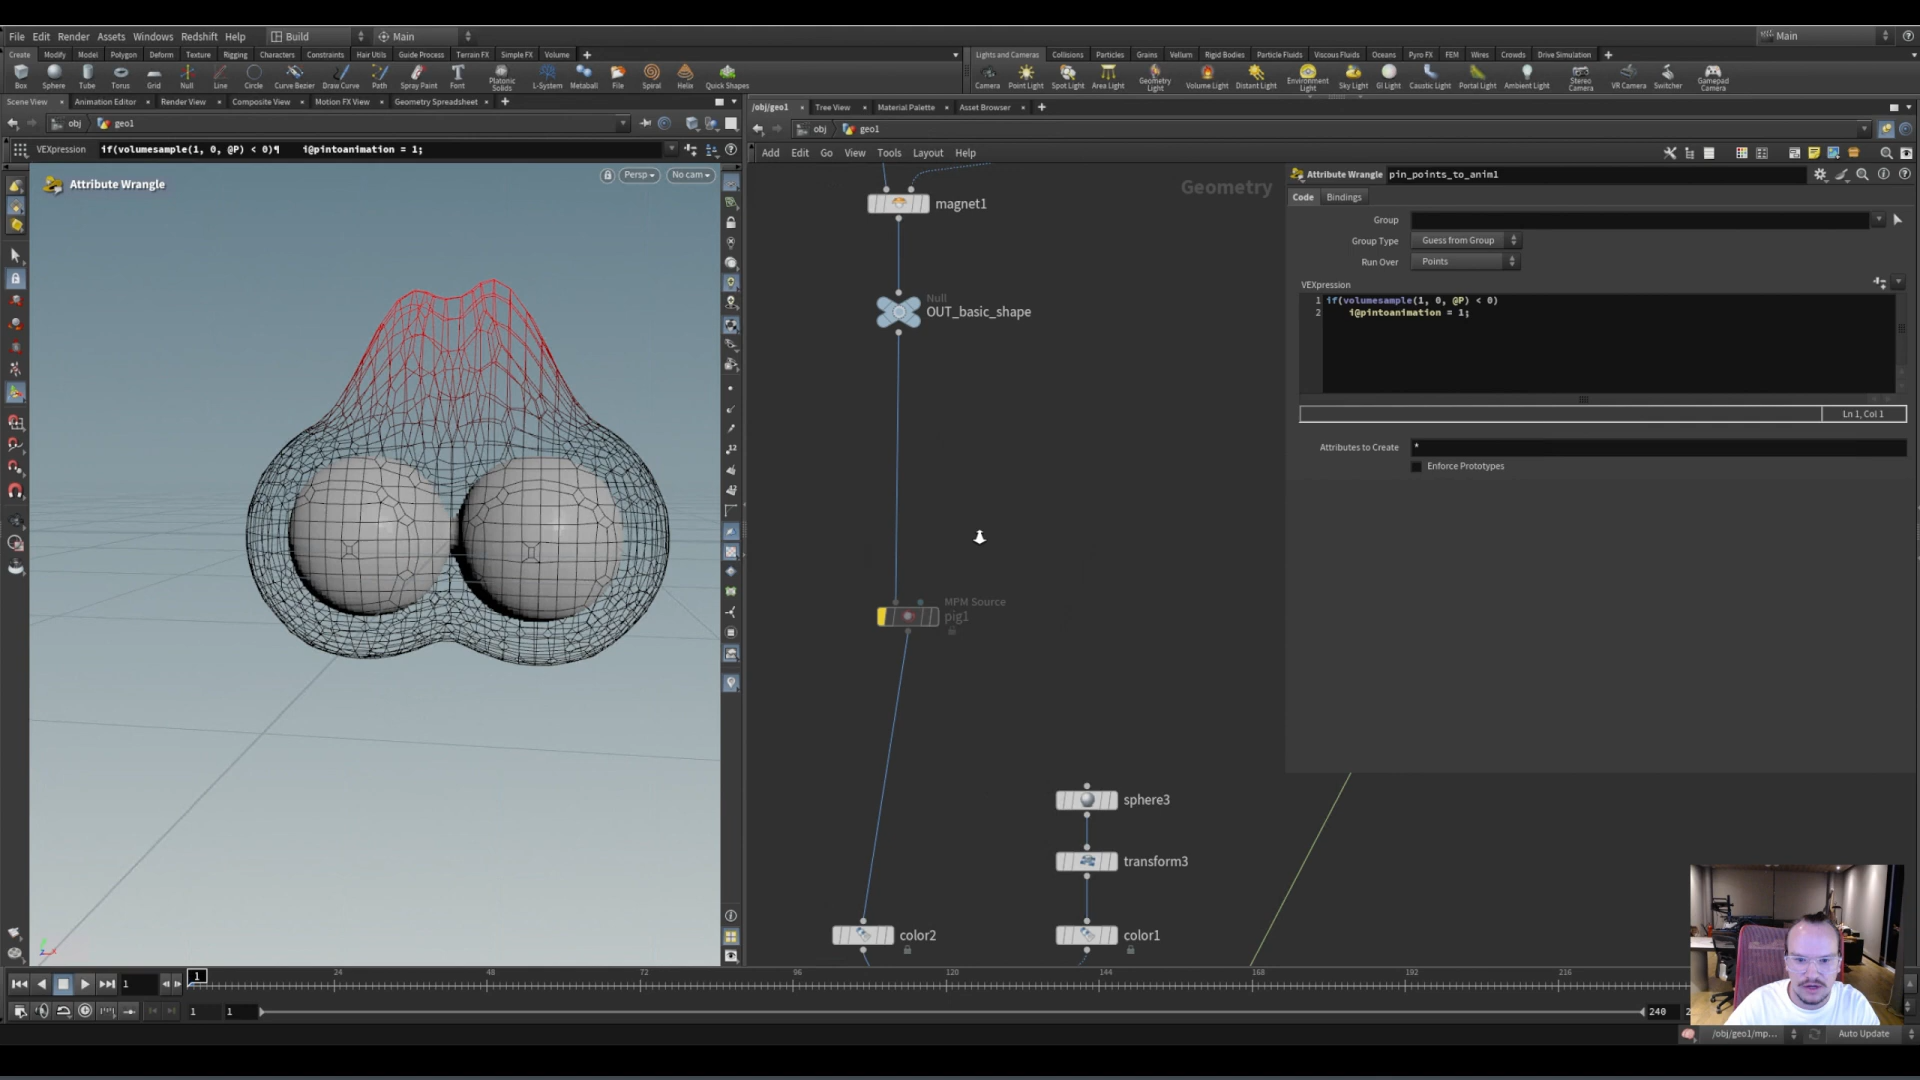 File Edit Render Assets Windows Redshift Help Build Main Main
Create Modify Model Polygon Deform Texture Rigging Characters Constraints Hair Utils Guide Process Terrain FX Simple FX Volume
Lights and Cameras Collisions Particles Grains Vellum Rigid Bodies Particle Fluids Viscous Fluids Oceans Pyro FX FEM Wires Crowds Drive Simulation
Box Sphere Tube Torus Grid Null Line Circle Curve Bezier Draw Curve Path Spray Paint Font Platonic Solids L-System Metaball File Spiral Helix Quick Shapes
Camera Point Light Spot Light Area Light Geometry Light Volume Light Distant Light Environment Light Sky Light GI Light Caustic Light Portal Light Ambient Light Stereo Camera VR Camera Switcher Gamepad Camera
Scene View Animation Editor Render View Composite View Motion FX View Geometry Spreadsheet
/obj/geo1 Tree View Material Palette Asset Browser
obj geo1
obj geo1
VEXpression if(volumesample(1, 0, @P) < 0)¶ i@pintoanimation = 1;
Add Edit Go View Tools Layout Help
Attribute Wrangle
Persp No cam
Geometry
magnet1
Null
OUT_basic_shape
MPM Source
pig1
sphere3
transform3
color2
color1
Attribute Wrangle pin_points_to_anim1
Code Bindings
Group
Group Type Guess from Group
Run Over Points
VEXpression
1 if(volumesample(1, 0, @P) < 0)
2 i@pintoanimation = 1;
Ln 1, Col 1
Attributes to Create *
Enforce Prototypes
1 1 24 48 72 96 120 144 168 192 216
1 1 240
/obj/geo1/mp... Auto Update